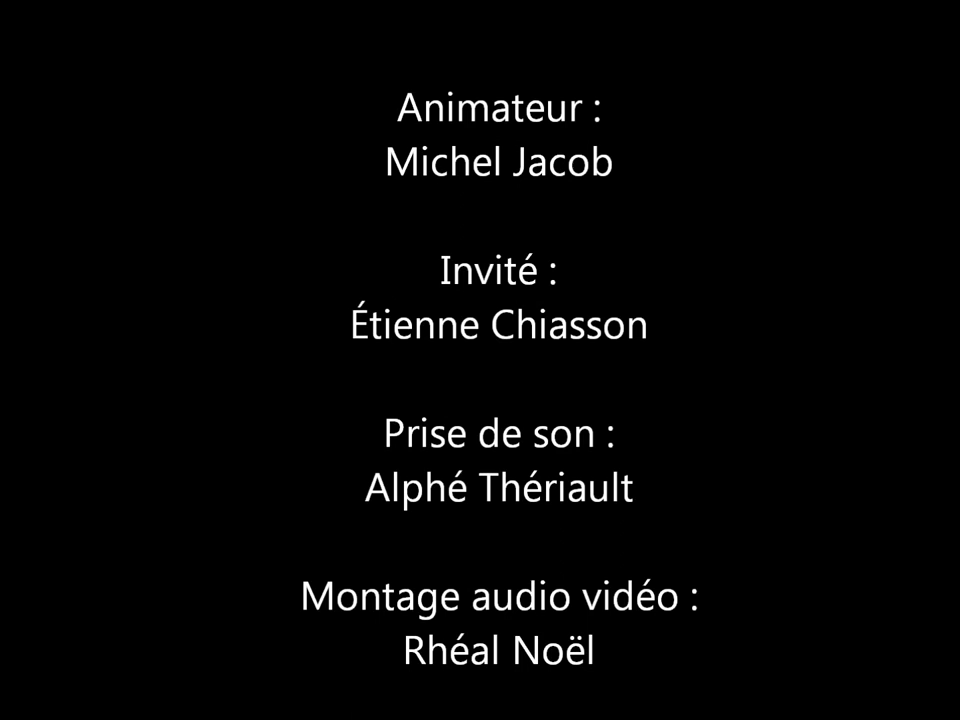 Animateur :
Michel Jacob
Invité :
Étienne Chiasson
Prise de son :
Alphé Thériault
Montage audio vidéo :
Rhéal Noël